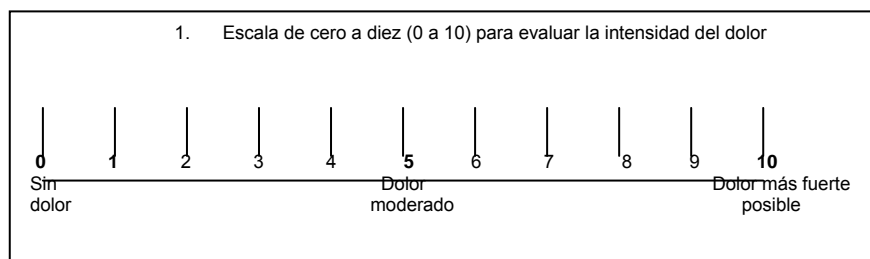 1. Escala de cero a diez (0 a 10) para evaluar la intensidad del dolor
0 1 2 3 4 5 6 7 8 9 10
Sin dolor
Dolor moderado
Dolor más fuerte posible